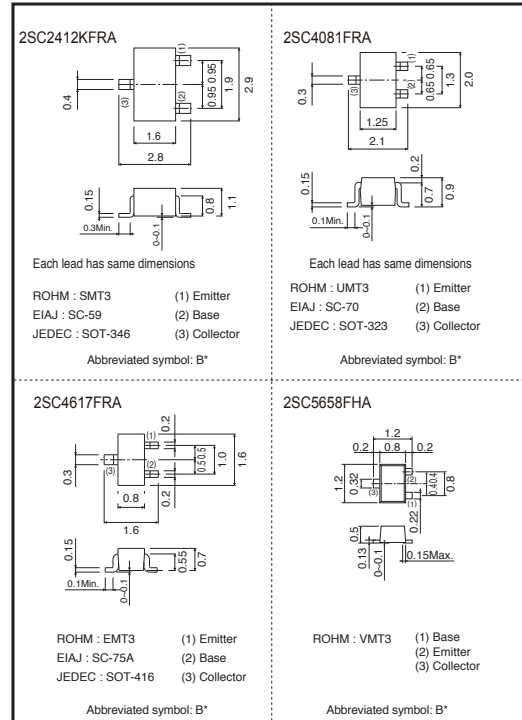 2SC2412KFRA
(1)
0.4
(3)
(2)
0.95 0.95
1.9
2.9
1.6
2.8
0.15
0.3Min.
0~0.1
0.8
1.1
Each lead has same dimensions
ROHM : SMT3 (1) Emitter
EIAJ : SC-59 (2) Base
JEDEC : SOT-346 (3) Collector
Abbreviated symbol: B*
2SC4081FRA
(1)
0.3
(3)
(2)
0.65 0.65
1.3
2.0
1.25
2.1
0.2
0.15
0.1Min.
0~0.1
0.7
0.9
Each lead has same dimensions
ROHM : UMT3 (1) Emitter
EIAJ : SC-70 (2) Base
JEDEC : SOT-323 (3) Collector
Abbreviated symbol: B*
2SC4617FRA
0.2
(1)
0.3
(3)
(2)
0.5 0.5
1.0
1.6
0.8
0.2
1.6
0.15
0.1Min.
0~0.1
0.55
0.7
ROHM : EMT3 (1) Emitter
EIAJ : SC-75A (2) Base
JEDEC : SOT-416 (3) Collector
Abbreviated symbol: B*
2SC5658FHA
1.2
0.2 0.8 0.2
1.2
0.32
(3)
(2)
(1)
0.4 0.4
0.8
0.22
0.5
0.13
0~0.1
0.15Max.
ROHM : VMT3 (1) Base
(2) Emitter
(3) Collector
Abbreviated symbol: B*